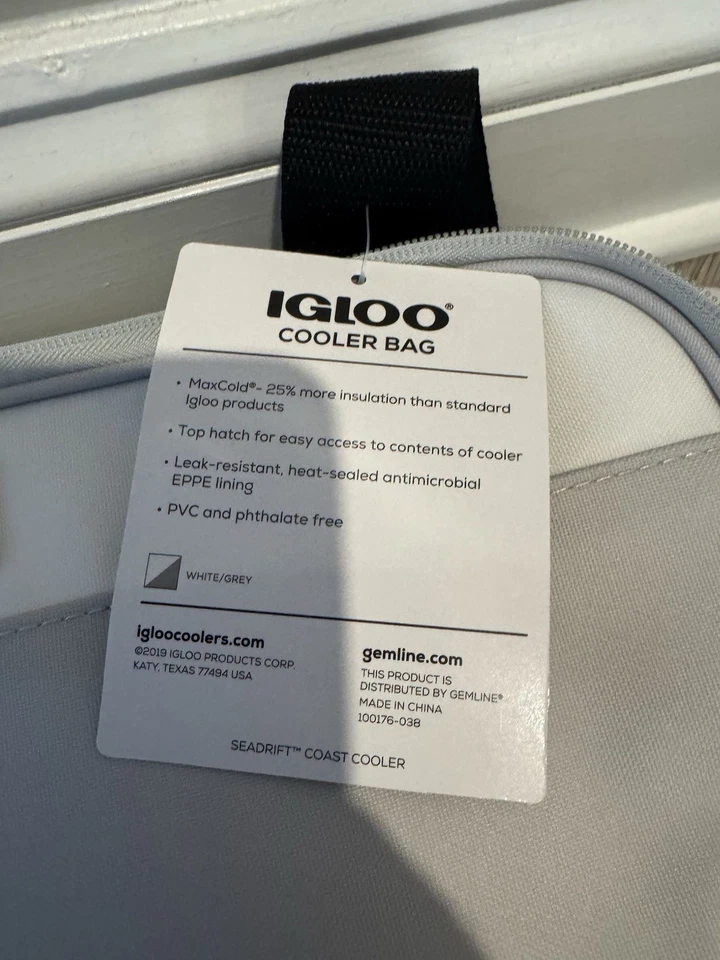 IGLOO®
COOLER BAG
• MaxCold®- 25% more insulation than standard
Igloo products
• Top hatch for easy access to contents of cooler
• Leak-resistant, heat-sealed antimicrobial
EPPE lining
• PVC and phthalate free
WHITE/GREY
igloocoolers.com
©2019 IGLOO PRODUCTS CORP.
KATY, TEXAS 77494 USA
gemline.com
THIS PRODUCT IS
DISTRIBUTED BY GEMLINE®
MADE IN CHINA
100176-038
SEADRIFT™ COAST COOLER